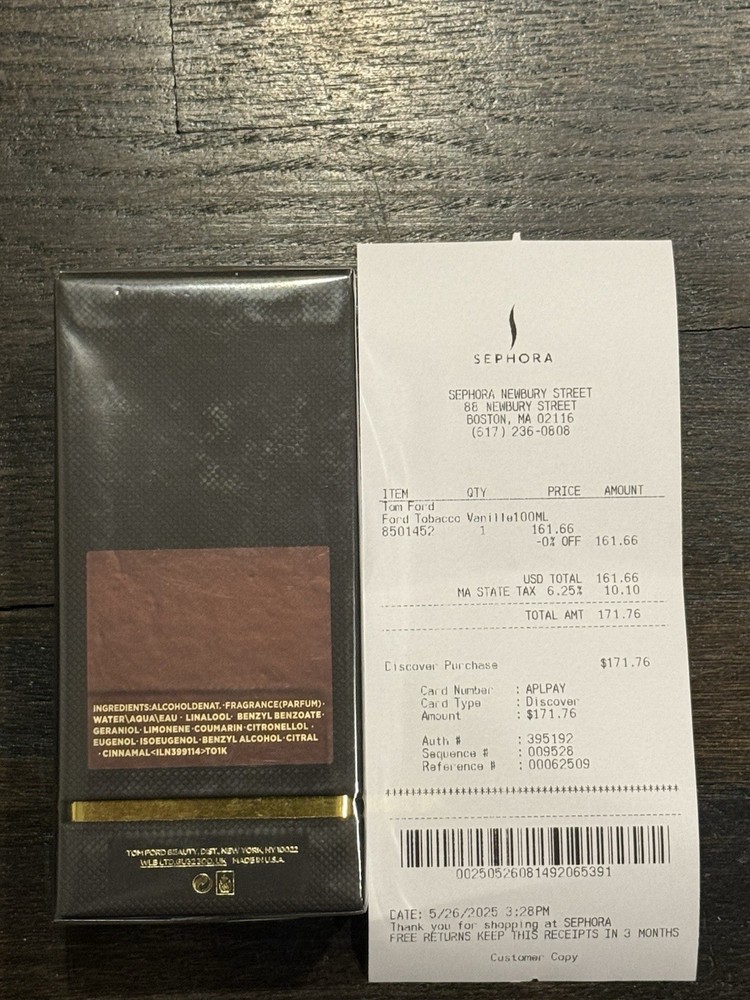 INGREDIENTS:ALCOHOLDENAT.·FRAGRANCE(PARFUM)·
WATER\AQUA\EAU · LINALOOL· BENZYL BENZOATE·
GERANIOL· LIMONENE·COUMARIN·CITRONELLOL·
EUGENOL·ISOEUGENOL·BENZYL ALCOHOL·CITRAL
·CINNAMAL<ILN399114>TO1K
TOM FORD BEAUTY, DIST. NEW YORK, NY 10022
MADE IN U.S.A.
SEPHORA
SEPHORA NEWBURY STREET
88 NEWBURY STREET
BOSTON, MA 02116
(617) 236-0808
ITEM QTY PRICE AMOUNT
Tom Ford
Ford Tobacco Vanille100ML
8501452 1 161.66
-0% OFF 161.66
USD TOTAL 161.66
MA STATE TAX 6.25% 10.10
TOTAL AMT 171.76
Discover Purchase $171.76
Card Number : APLPAY
Card Type : Discover
Amount : $171.76
Auth # : 395192
Sequence # : 009528
Reference # : 00062509
00250526081492065391
DATE: 5/26/2025 3:28PM
Thank you for shopping at SEPHORA
FREE RETURNS KEEP THIS RECEIPTS IN 3 MONTHS
Customer Copy